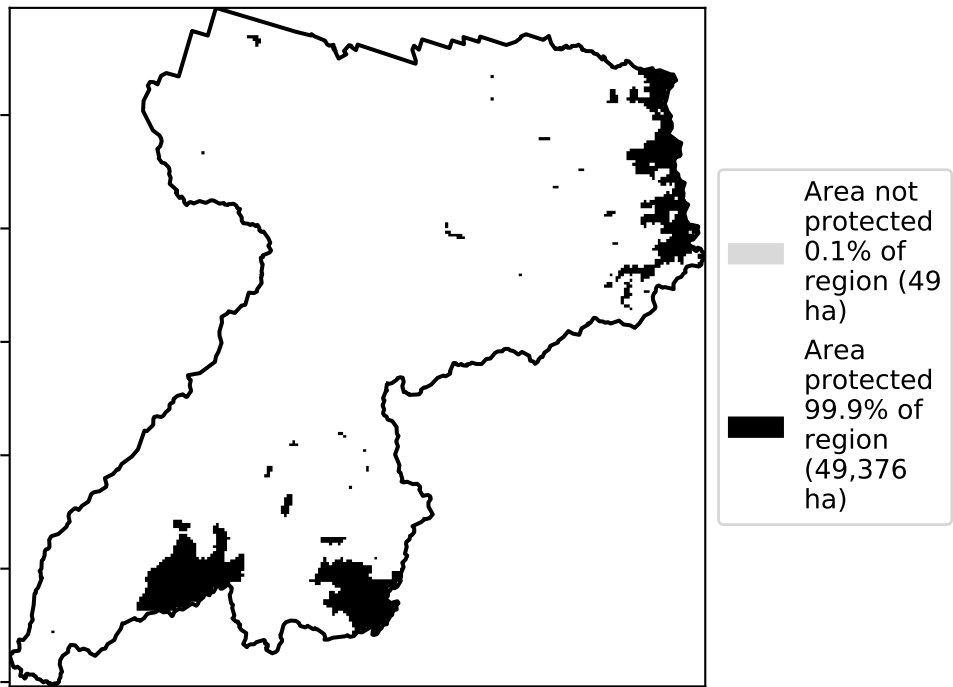 Area not
protected
0.1% of
region (49
ha)
Area
protected
99.9% of
region
(49,376
ha)